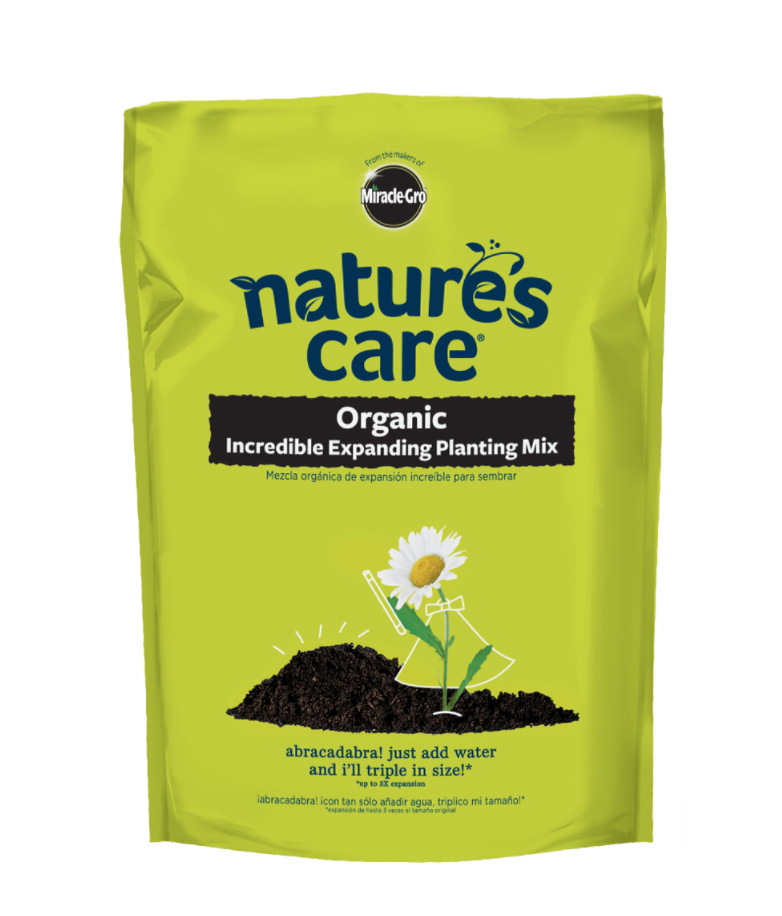 From the makers of
Miracle-Gro
nature's
care®
Organic
Incredible Expanding Planting Mix
Mezcla orgánica de expansión increíble para sembrar
abracadabra! just add water
and i'll triple in size!*
*up to 3X expansion
¡abracadabra! ¡con tan sólo añadir agua, triplico mi tamaño!*
*expansión de hasta 3 veces el tamaño original